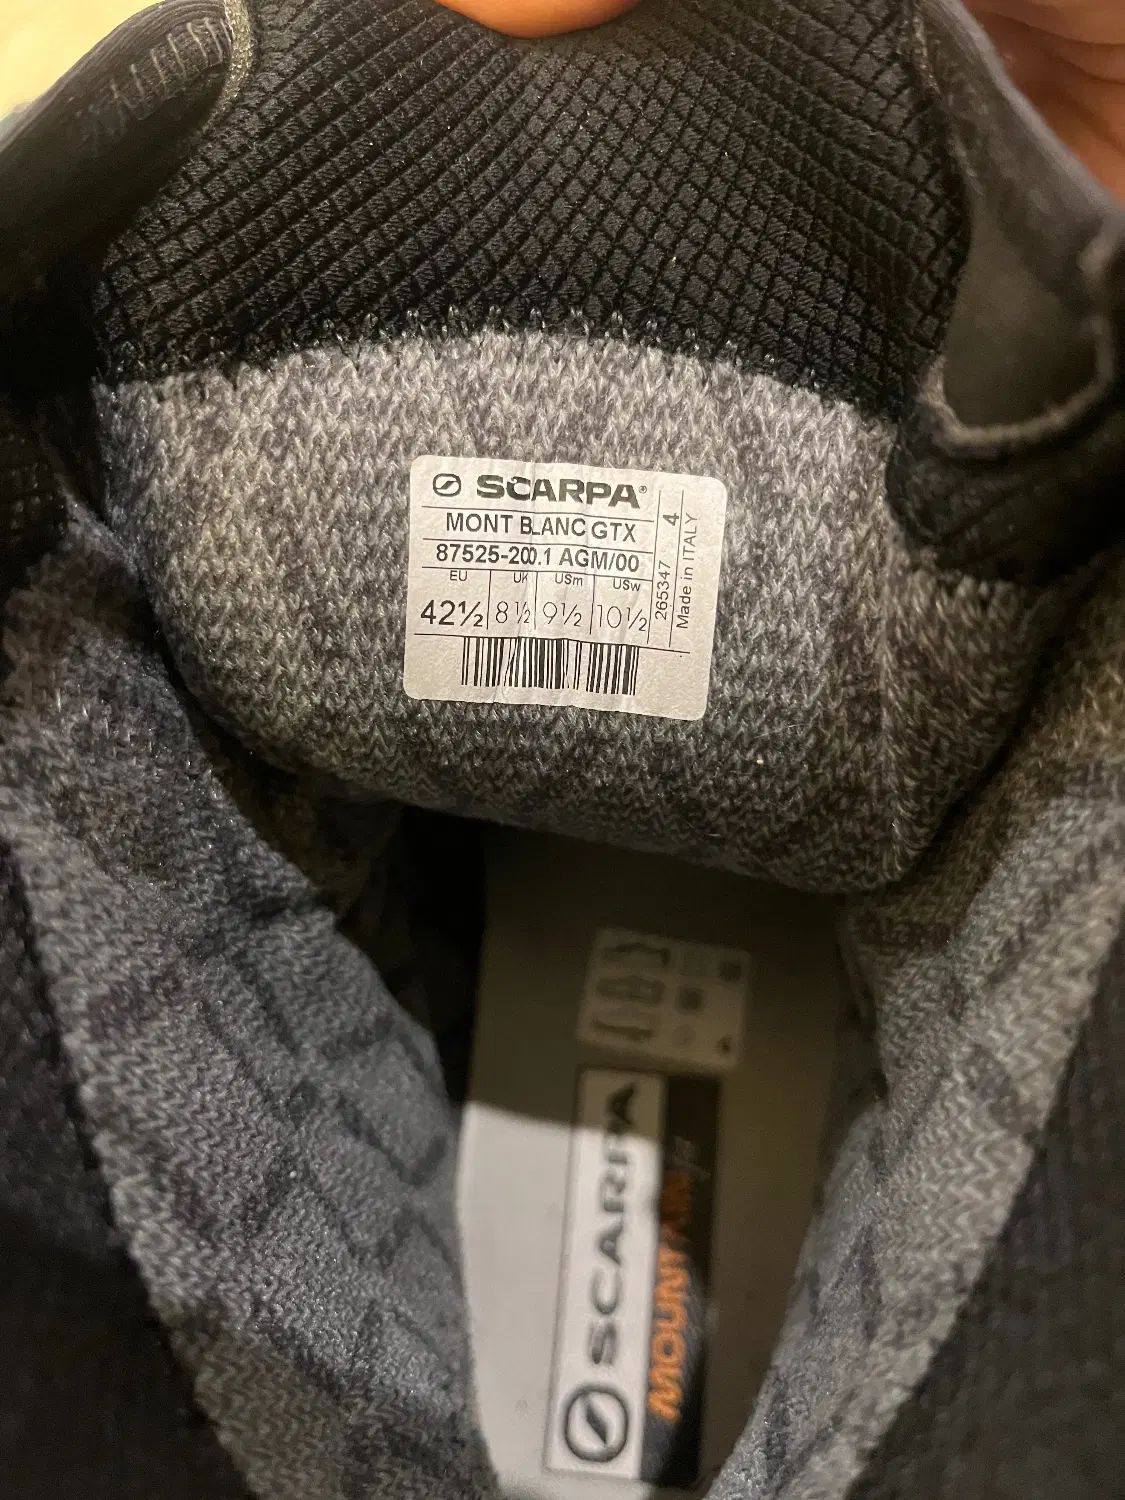 SCARPA®
MONT BLANC GTX
87525-200.1 AGM/00
EU UK USm USw
42½ 8½ 9½ 10½
265347 4
Made in ITALY
4
SCARPA
MOUNTAIN